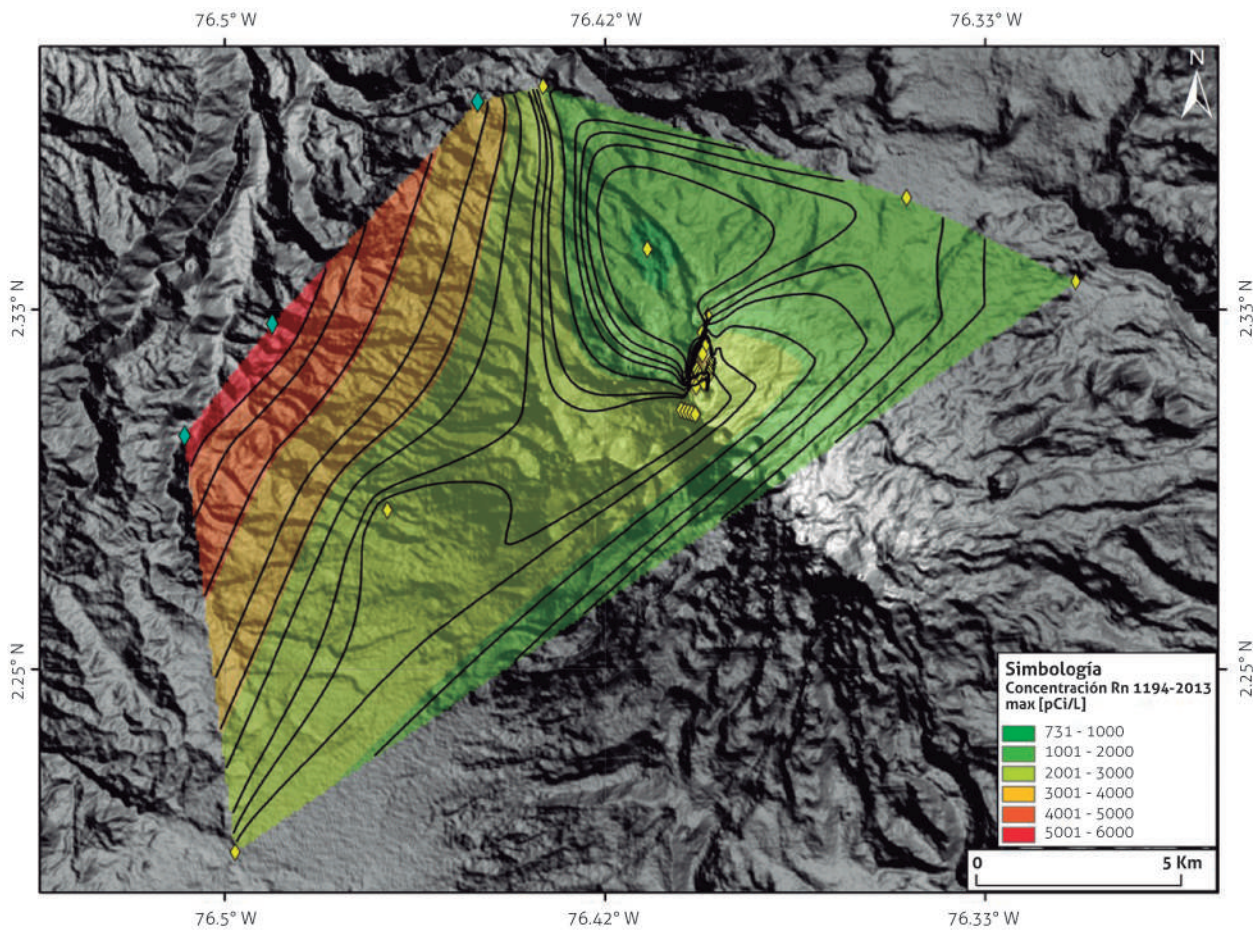 76.5° W
76.42° W
76.33° W
N
2.33° N
2.33° N
2.25° N
2.25° N
Simbología
Concentración Rn 1194-2013
max [pCi/L]
731 - 1000
1001 - 2000
2001 - 3000
3001 - 4000
4001 - 5000
5001 - 6000
0
5 Km
76.5° W
76.42° W
76.33° W